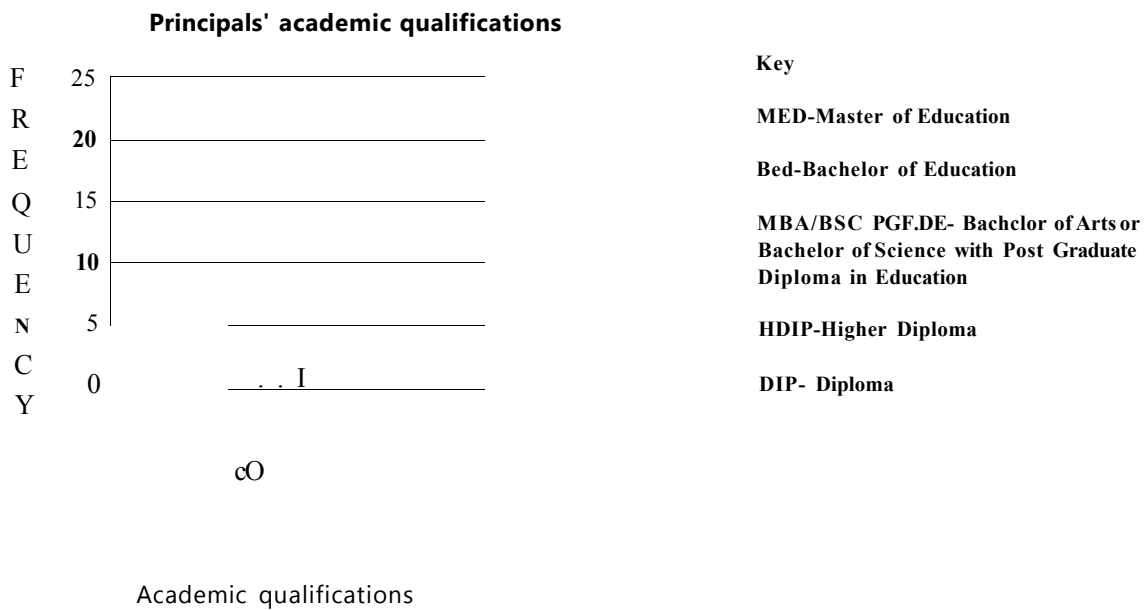 Principals' academic qualifications
F
R
E
Q
U
E
N
C
Y
25
20
15
10
5
0
. . I
cO
Academic qualifications
Key
MED-Master of Education
Bed-Bachelor of Education
MBA/BSC PGF.DE- Bachclor of Arts or
Bachelor of Science with Post Graduate
Diploma in Education
HDIP-Higher Diploma
DIP- Diploma